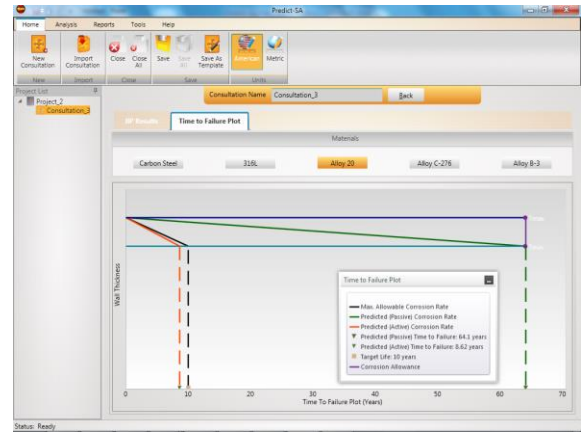 Predict-SA
Home Analysis Reports Tools Help
New Consultation
Import Consultation
Close
Close All
Save
Save All
Save As Template
American
Metric
New
Import
Close
Save
Units
Project List
Project_2
Consultation_3
Consultation Name
Consultation_3
Back
Time to Failure Plot
Materials
Carbon Steel
316L
Alloy 20
Alloy C-276
Alloy B-3
Wall Thickness
Time to Failure Plot
Max. Allowable Corrosion Rate
Predicted (Passive) Corrosion Rate
Predicted (Active) Corrosion Rate
Predicted (Passive) Time to Failure: 64.1 years
Predicted (Active) Time to Failure: 8.62 years
Target Life: 10 years
Corrosion Allowance
0 10 20 30 40 50 60 70
Time To Failure Plot (Years)
Status: Ready